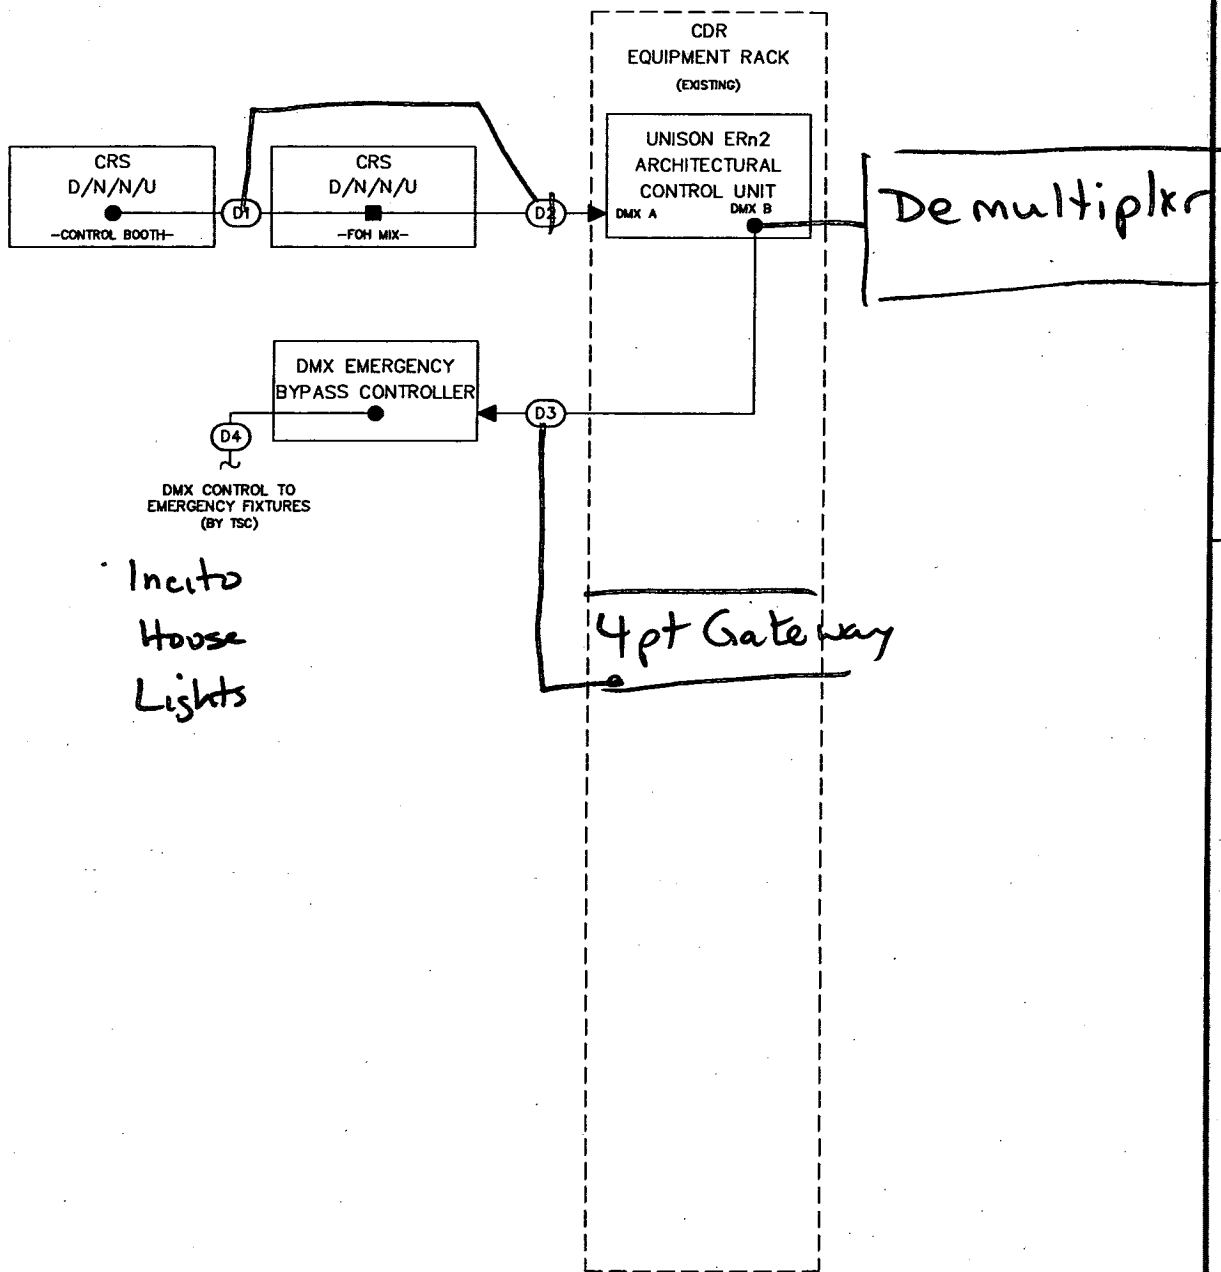 CDR
EQUIPMENT RACK
(EXISTING)
CRS
D/N/N/U
-CONTROL BOOTH-
D1
CRS
D/N/N/U
-FOH MIX-
D2
UNISON ERn2
ARCHITECTURAL
CONTROL UNIT
DMX A
DMX B
Demultiplxr
DMX EMERGENCY
BYPASS CONTROLLER
D3
D4
DMX CONTROL TO
EMERGENCY FIXTURES
(BY TSC)
Incito
House
Lights
4pt Gateway